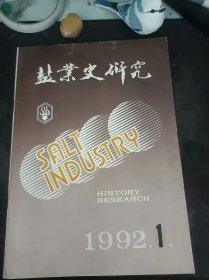 盐业史研究
SALT
INDUSTRY
HISTORY
RESEARCH
1992.1.